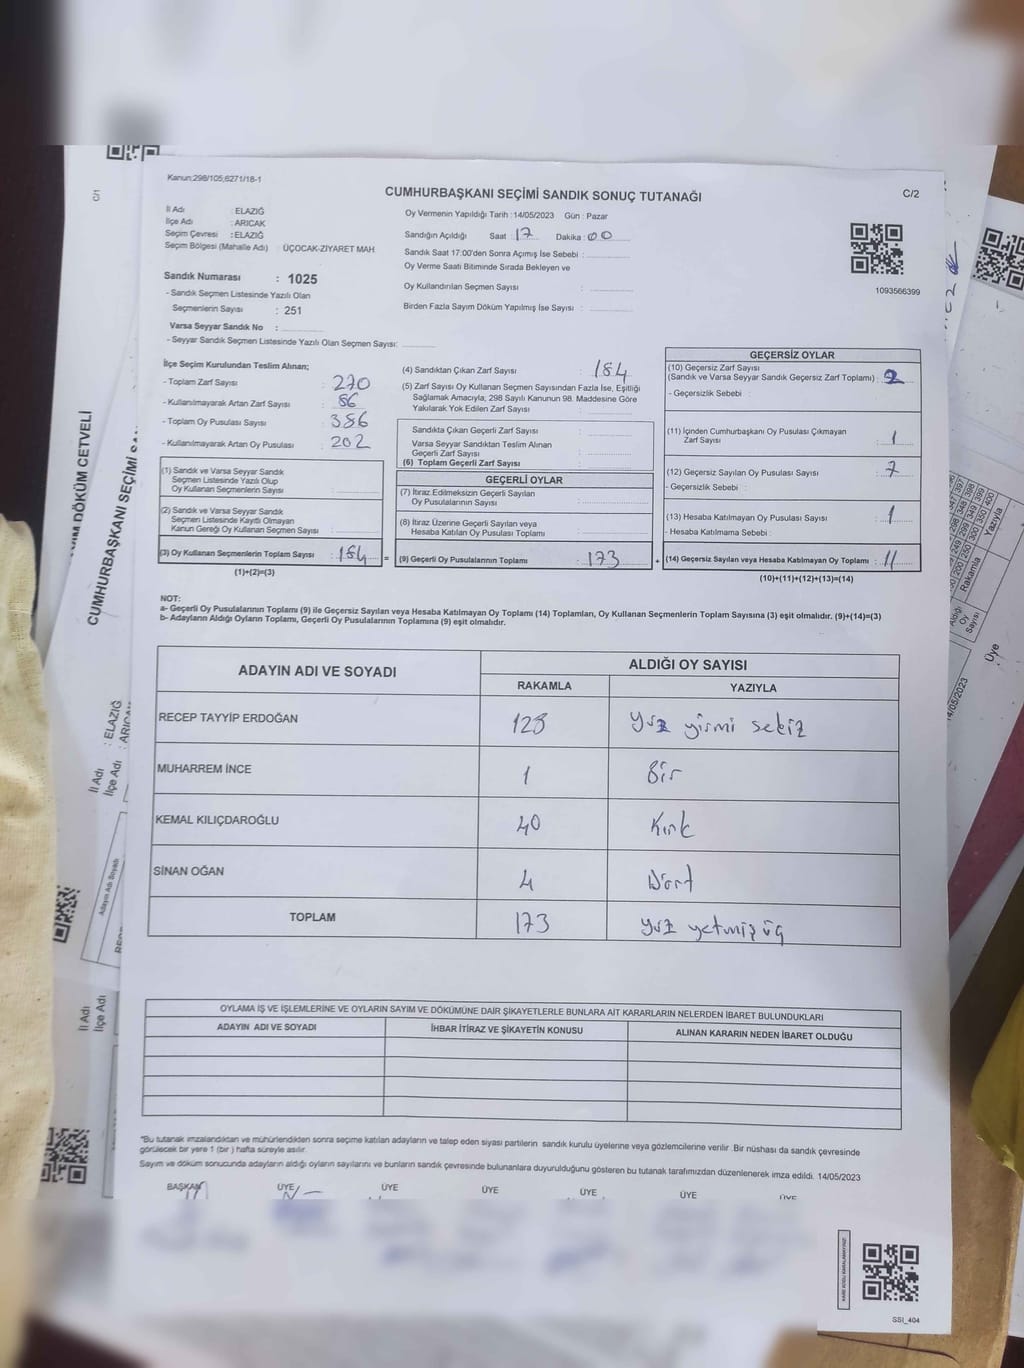 Kanun;298/105;6271/18-1
CUMHURBAŞKANI SEÇİMİ SANDIK SONUÇ TUTANAĞI
C/2
İl Adı : ELAZIĞ
İlçe Adı : ARICAK
Seçim Çevresi : ELAZIĞ
Seçim Bölgesi (Mahalle Adı) : ÜÇOCAK-ZİYARET MAH.
Sandık Numarası : 1025
- Sandık Seçmen Listesinde Yazılı Olan
Seçmenlerin Sayısı : 251
Varsa Seyyar Sandık No :
- Seyyar Sandık Seçmen Listesinde Yazılı Olan Seçmen Sayısı:
Oy Vermenin Yapıldığı Tarih : 14/05/2023 Gün : Pazar
Sandığın Açıldığı Saat : 17 Dakika : 00
Sandık Saat 17:00'den Sonra Açımış İse Sebebi :
Oy Verme Saati Bitiminde Sırada Bekleyen ve
Oy Kullandırılan Seçmen Sayısı :
Birden Fazla Sayım Döküm Yapılmış İse Sayısı :
1093566399
İlçe Seçim Kurulundan Teslim Alınan;
- Toplam Zarf Sayısı : 270
- Kullanılmayarak Artan Zarf Sayısı : 86
- Toplam Oy Pusulası Sayısı : 386
- Kullanılmayarak Artan Oy Pusulası : 202
(1) Sandık ve Varsa Seyyar Sandık
Seçmen Listesinde Yazılı Olup
Oy Kullanan Seçmenlerin Sayısı :
(2) Sandık ve Varsa Seyyar Sandık
Seçmen Listesinde Kayıtlı Olmayan
Kanun Gereği Oy Kullanan Seçmen Sayısı :
(3) Oy Kullanan Seçmenlerin Toplam Sayısı : 184 =
(1)+(2)=(3)
(4) Sandıktan Çıkan Zarf Sayısı : 184
(5) Zarf Sayısı Oy Kullanan Seçmen Sayısından Fazla İse, Eşitliği
Sağlamak Amacıyla; 298 Sayılı Kanunun 98. Maddesine Göre
Yakılarak Yok Edilen Zarf Sayısı :
Sandıkta Çıkan Geçerli Zarf Sayısı :
Varsa Seyyar Sandıktan Teslim Alınan
Geçerli Zarf Sayısı :
(6) Toplam Geçerli Zarf Sayısı :
GEÇERLİ OYLAR
(7) İtiraz Edilmeksizin Geçerli Sayılan
Oy Pusulalarının Sayısı :
(8) İtiraz Üzerine Geçerli Sayılan veya
Hesaba Katılan Oy Pusulaları Toplamı :
(9) Geçerli Oy Pusulalarının Toplamı : 173 +
GEÇERSİZ OYLAR
(10) Geçersiz Zarf Sayısı
(Sandık ve Varsa Seyyar Sandık Geçersiz Zarf Toplamı) : 2
- Geçersizlik Sebebi :
(11) İçinden Cumhurbaşkanı Oy Pusulası Çıkmayan
Zarf Sayısı : 1
(12) Geçersiz Sayılan Oy Pusulası Sayısı : 7
- Geçersizlik Sebebi :
(13) Hesaba Katılmayan Oy Pusulası Sayısı : 1
- Hesaba Katılmama Sebebi :
(14) Geçersiz Sayılan veya Hesaba Katılmayan Oy Toplamı : 11
(10)+(11)+(12)+(13)=(14)
NOT:
a- Geçerli Oy Pusulalarının Toplamı (9) ile Geçersiz Sayılan veya Hesaba Katılmayan Oy Toplamı (14) Toplamları, Oy Kullanan Seçmenlerin Toplam Sayısına (3) eşit olmalıdır. (9)+(14)=(3)
b- Adayların Aldığı Oyların Toplamı, Geçerli Oy Pusulalarının Toplamına (9) eşit olmalıdır.
ADAYIN ADI VE SOYADI
ALDIĞI OY SAYISI
RAKAMLA YAZIYLA
RECEP TAYYİP ERDOĞAN 128 yüz yirmi sekiz
MUHARREM İNCE 1 Bir
KEMAL KILIÇDAROĞLU 40 Kırk
SİNAN OĞAN 4 Dört
TOPLAM 173 yüz yetmiş üç
OYLAMA İŞ VE İŞLEMLERİNE VE OYLARIN SAYIM VE DÖKÜMÜNE DAİR ŞİKAYETLERLE BUNLARA AİT KARARLARIN NELERDEN İBARET BULUNDUKLARI
ADAYIN ADI VE SOYADI İHBAR İTİRAZ VE ŞİKAYETİN KONUSU ALINAN KARARIN NEDEN İBARET OLDUĞU
"Bu tutanak imzalandıktan ve mühürlendikten sonra seçime katılan adayların ve talep eden siyasi partilerin sandık kurulu üyelerine veya gözlemcilerine verilir. Bir nüshası da sandık çevresinde
görülecek bir yere 1 (bir) hafta süreyle asılır.
Sayım ve döküm sonucunda adayların aldığı oyların sayılarını ve bunların sandık çevresinde bulunanlara duyurulduğunu gösteren bu tutanak tarafımızdan düzenlenerek imza edildi. 14/05/2023
BAŞKAN ÜYE ÜYE ÜYE ÜYE ÜYE ÜYE
SSI_404
C/1
CUMHURBAŞKANI SEÇİMİ
DÖKÜM CETVELİ
İl Adı : ELAZIĞ
İlçe Adı
Adayın Adı Soyadı
İl Adı
İlçe Adı
Yazıyla
Rakamla
Aldığı
Oy
Sayısı
Üye
14/05/2023